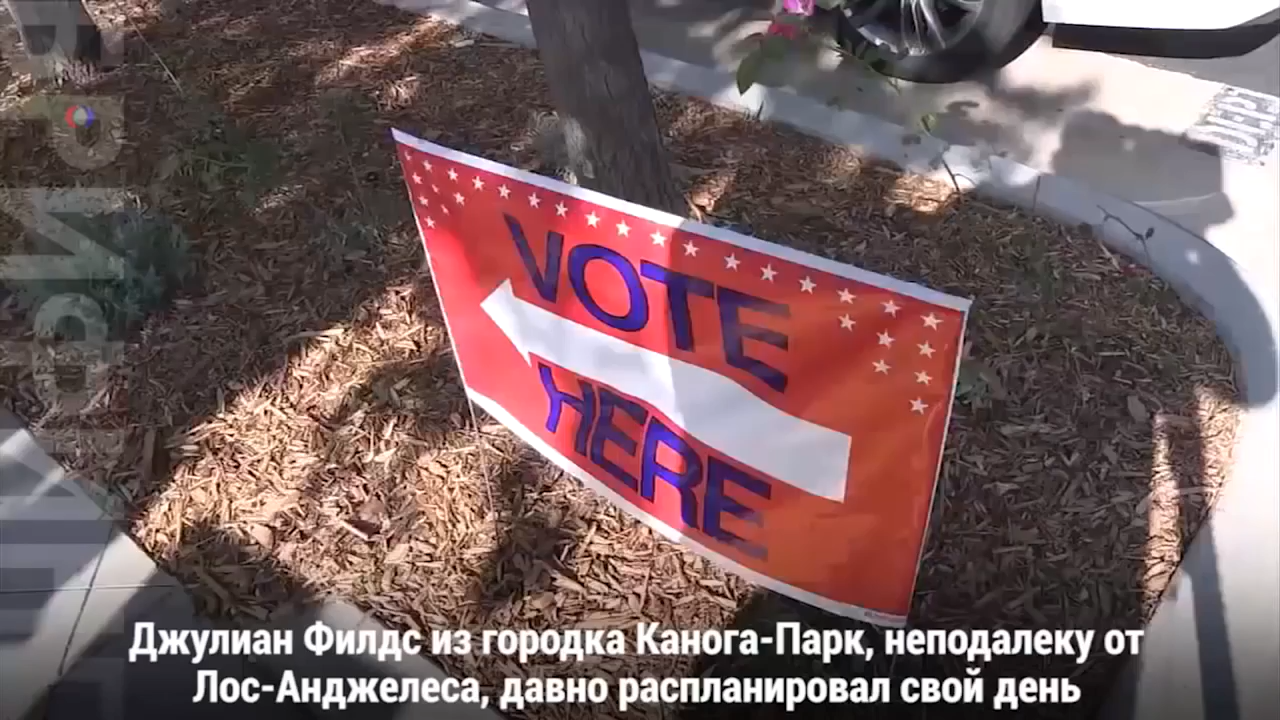 VOTE
HERE
Джулиан Филдс из городка Канога-Парк, неподалеку от
Лос-Анджелеса, давно распланировал свой день